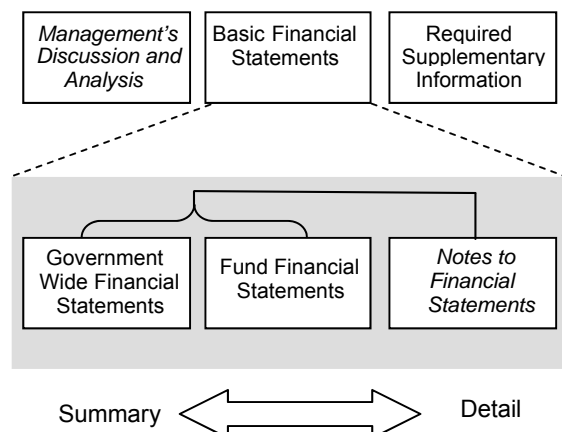 Management's
Discussion and
Analysis
Basic Financial
Statements
Required
Supplementary
Information
Government
Wide Financial
Statements
Fund Financial
Statements
Notes to
Financial
Statements
Summary
Detail